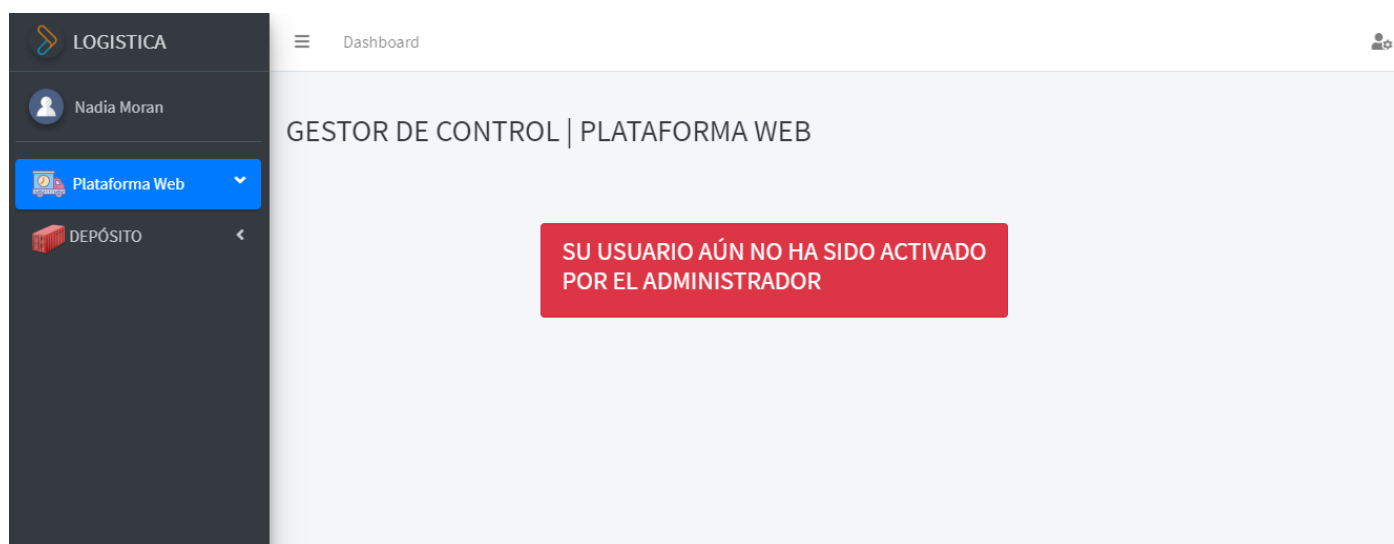 LOGISTICA
Dashboard
Nadia Moran
GESTOR DE CONTROL | PLATAFORMA WEB
Plataforma Web
DEPÓSITO
SU USUARIO AÚN NO HA SIDO ACTIVADO
POR EL ADMINISTRADOR